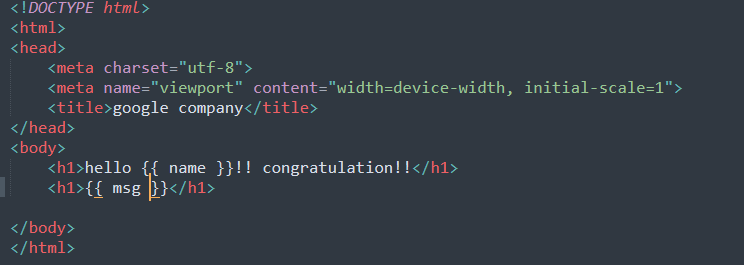 <!DOCTYPE html>
<html>
<head>
    <meta charset="utf-8">
    <meta name="viewport" content="width=device-width, initial-scale=1">
    <title>google company</title>
</head>
<body>
    <h1>hello {{ name }}!! congratulation!!</h1>
    <h1>{{ msg }}</h1>

</body>
</html>